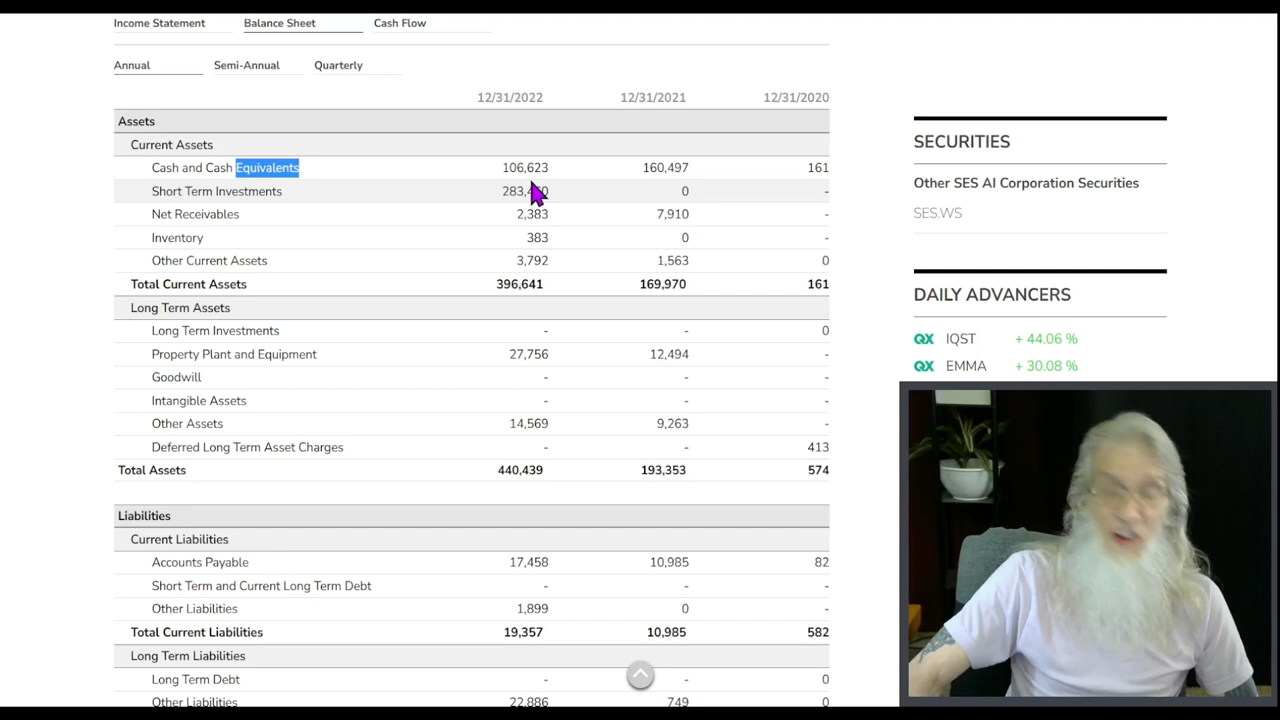 Income Statement Balance Sheet Cash Flow
Annual Semi-Annual Quarterly
12/31/2022 12/31/2021 12/31/2020
Assets
Current Assets
Cash and Cash Equivalents 106,623 160,497 161
Short Term Investments 0 -
Net Receivables 2,383 7,910 -
Inventory 383 0 -
Other Current Assets 3,792 1,563 0
Total Current Assets 396,641 169,970 161
Long Term Assets
Long Term Investments - - 0
Property Plant and Equipment 27,756 12,494 -
Goodwill - - -
Intangible Assets - - -
Other Assets 14,569 9,263 -
Deferred Long Term Asset Charges - - 413
Total Assets 440,439 193,353 574
Liabilities
Current Liabilities
Accounts Payable 17,458 10,985 82
Short Term and Current Long Term Debt - - -
Other Liabilities 1,899 0 -
Total Current Liabilities 19,357 10,985 582
Long Term Liabilities
Long Term Debt - - 0
Other Liabilities 22,886 749 0
SECURITIES
Other SES AI Corporation Securities
SES.WS
DAILY ADVANCERS
QX IQST + 44.06 %
QX EMMA + 30.08 %